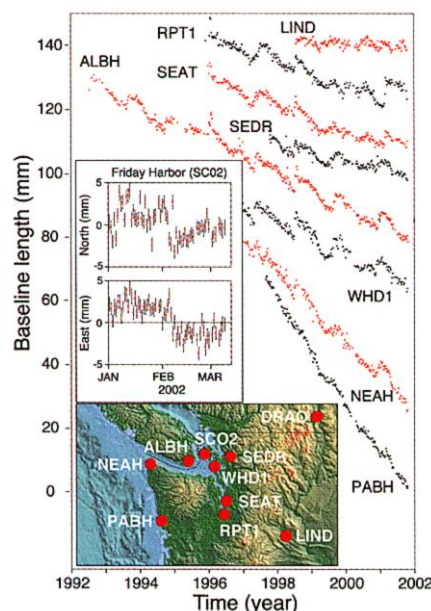 RPT1
LIND
140
ALBH
SEAT
120
SEDR
100
Baseline length (mm)
Friday Harbor (SC02)
5
North (mm)
-5
5
East (mm)
-5
JAN
FEB
MAR
2002
80
60
40
20
0
WHD1
NEAH
PABH
DRAO
SC02
ALBH
NEAH
SEDR
WHD1
SEAT
PABH
RPT1
LIND
1992
1994
1996
1998
2000
2002
Time (year)